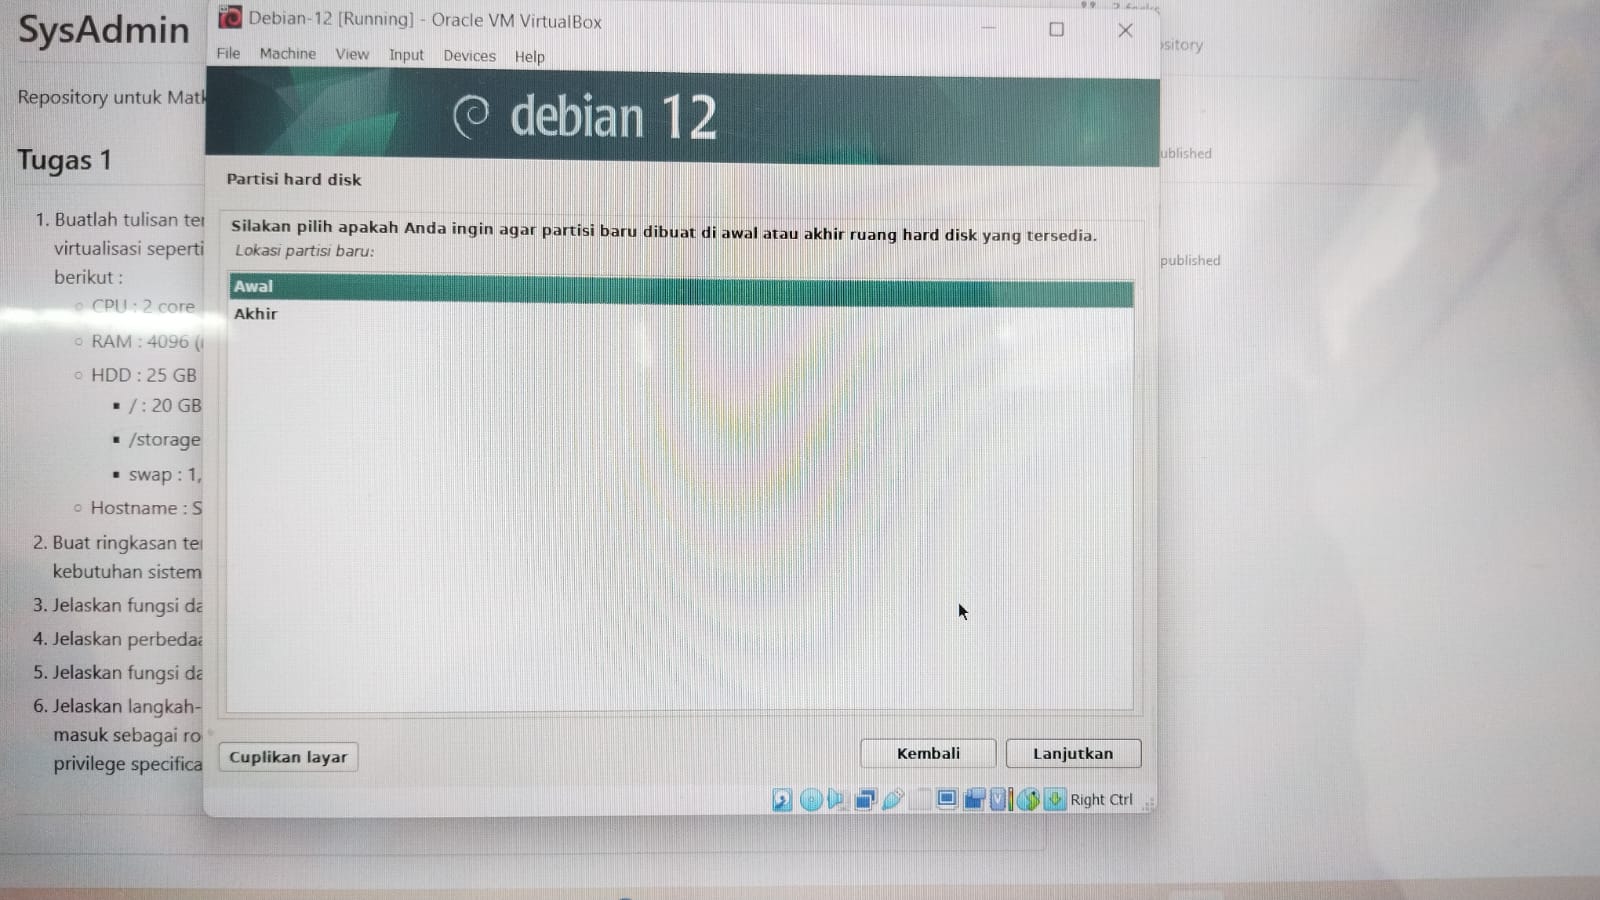 SysAdmin
Repository untuk Matk
Tugas 1
1. Buatlah tulisan
virtualisasi seperti
berikut :
CPU : 2 core
RAM : 4096
HDD : 25 GB
/ : 20 GB
/storage
swap : 1,
Hostname : S
2. Buat ringkasan
kebutuhan sistem
3. Jelaskan fungsi
4. Jelaskan
5. Jelaskan fungsi
6. Jelaskan langkah-
masuk sebagai ro
privilege specifica
Debian-12 [Running] - Oracle VM VirtualBox
File Machine View Input Devices Help
debian 12
Partisi hard disk
Silakan pilih apakah Anda ingin agar partisi baru dibuat di awal atau akhir ruang hard disk yang tersedia.
Lokasi partisi baru:
Awal
Akhir
Cuplikan layar
Kembali
Lanjutkan
Right Ctrl
sitory
ublished
published